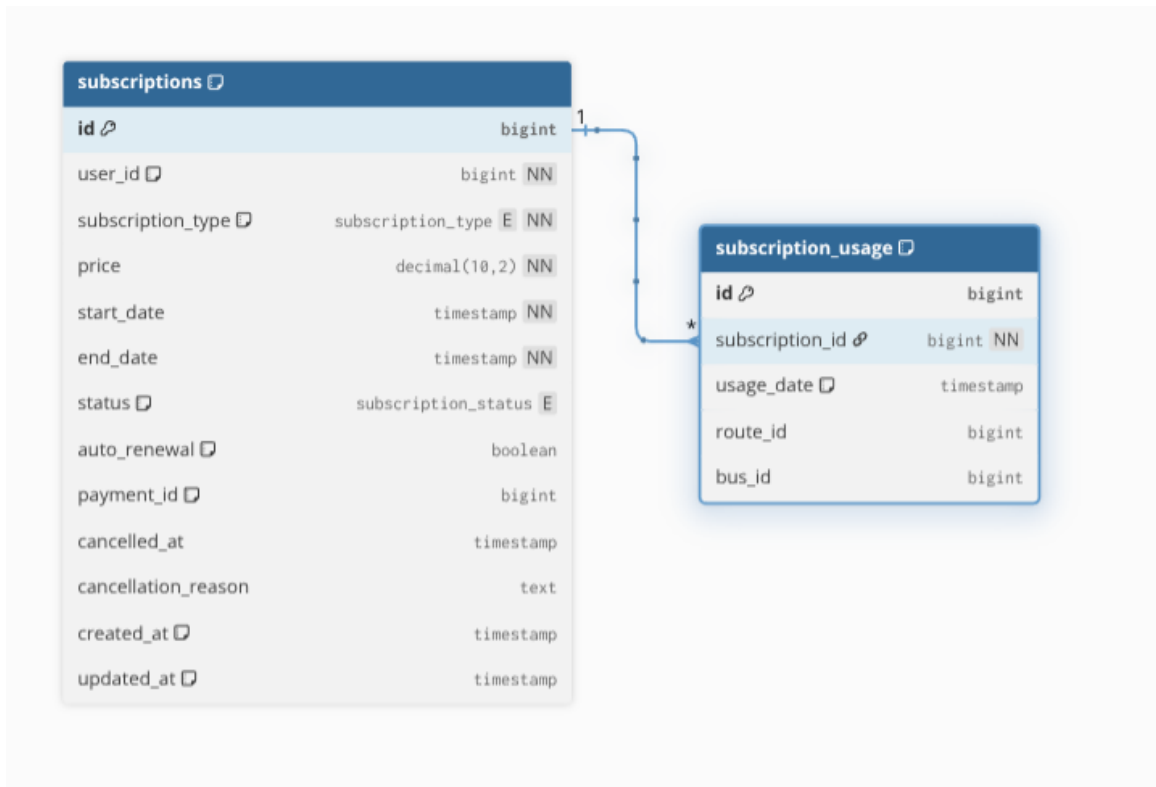 subscriptions
id bigint
user_id bigint NN
subscription_type subscription_type E NN
price decimal(10,2) NN
start_date timestamp NN
end_date timestamp NN
status subscription_status E
auto_renewal boolean
payment_id bigint
cancelled_at timestamp
cancellation_reason text
created_at timestamp
updated_at timestamp
1
*
subscription_usage
id bigint
subscription_id bigint NN
usage_date timestamp
route_id bigint
bus_id bigint